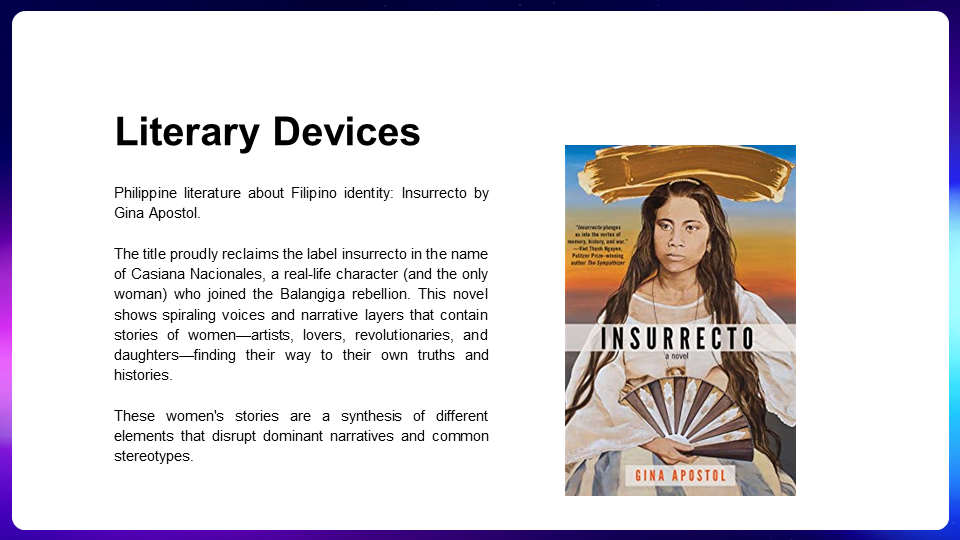 Literary Devices
Philippine literature about Filipino identity: Insurrecto by
Gina Apostol.
The title proudly reclaims the label insurrecto in the name
of Casiana Nacionales, a real-life character (and the only
woman) who joined the Balangiga rebellion. This novel
shows spiraling voices and narrative layers that contain
stories of women—artists, lovers, revolutionaries, and
daughters—finding their way to their own truths and
histories.
These women's stories are a synthesis of different
elements that disrupt dominant narratives and common
stereotypes.
"Insurrecto plunges
us into the vortex of
memory, history, and war."
—Viet Thanh Nguyen,
Pulitzer Prize–winning
author The Sympathizer
INSURRECTO
a novel
GINA APOSTOL